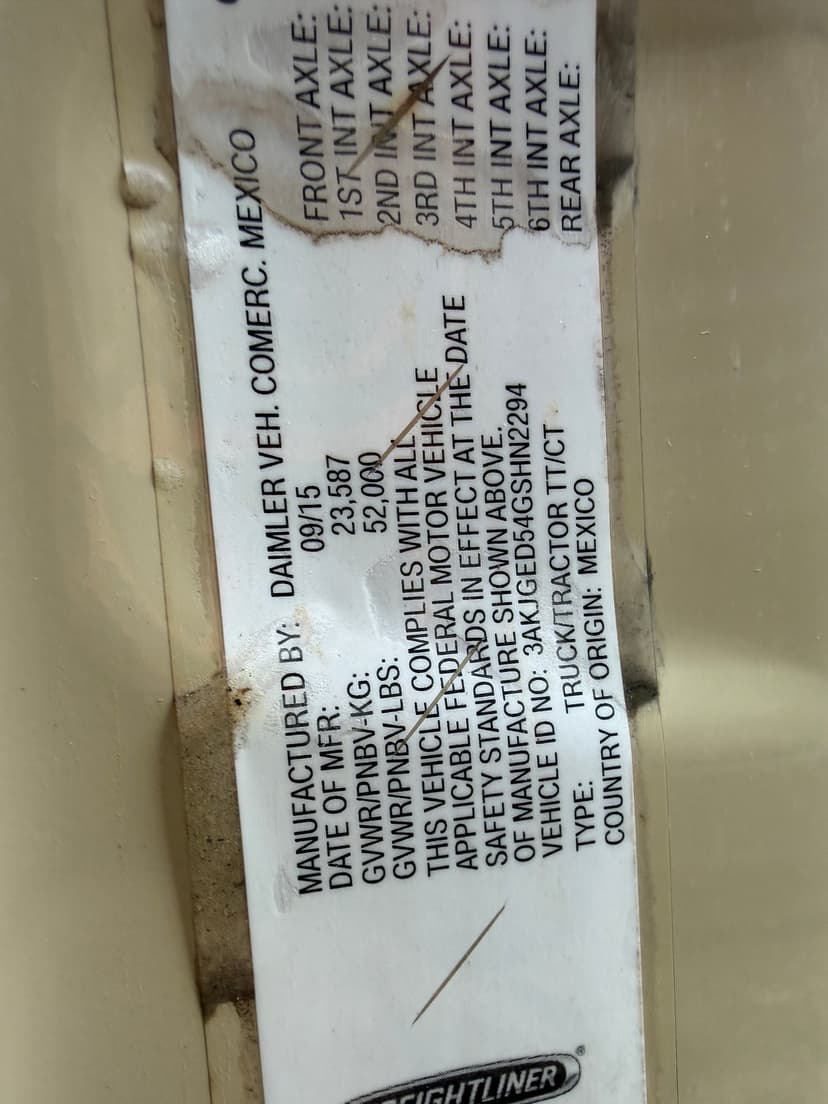 MANUFACTURED BY: DAIMLER VEH. COMERC. MEXICO
DATE OF MFR: 09/15
GVWR/PNBV-KG: 23,587
GVWR/PNBV-LBS: 52,000
THIS VEHICLE COMPLIES WITH ALL
APPLICABLE FEDERAL MOTOR VEHICLE
SAFETY STANDARDS IN EFFECT AT THE DATE
OF MANUFACTURE SHOWN ABOVE.
VEHICLE ID NO: 3AKJGED54GSHN2294
TYPE: TRUCK/TRACTOR TT/CT
COUNTRY OF ORIGIN: MEXICO
FRONT AXLE:
1ST INT AXLE:
2ND INT AXLE:
3RD INT AXLE:
4TH INT AXLE:
5TH INT AXLE:
6TH INT AXLE:
REAR AXLE:
EIGHTLINER®